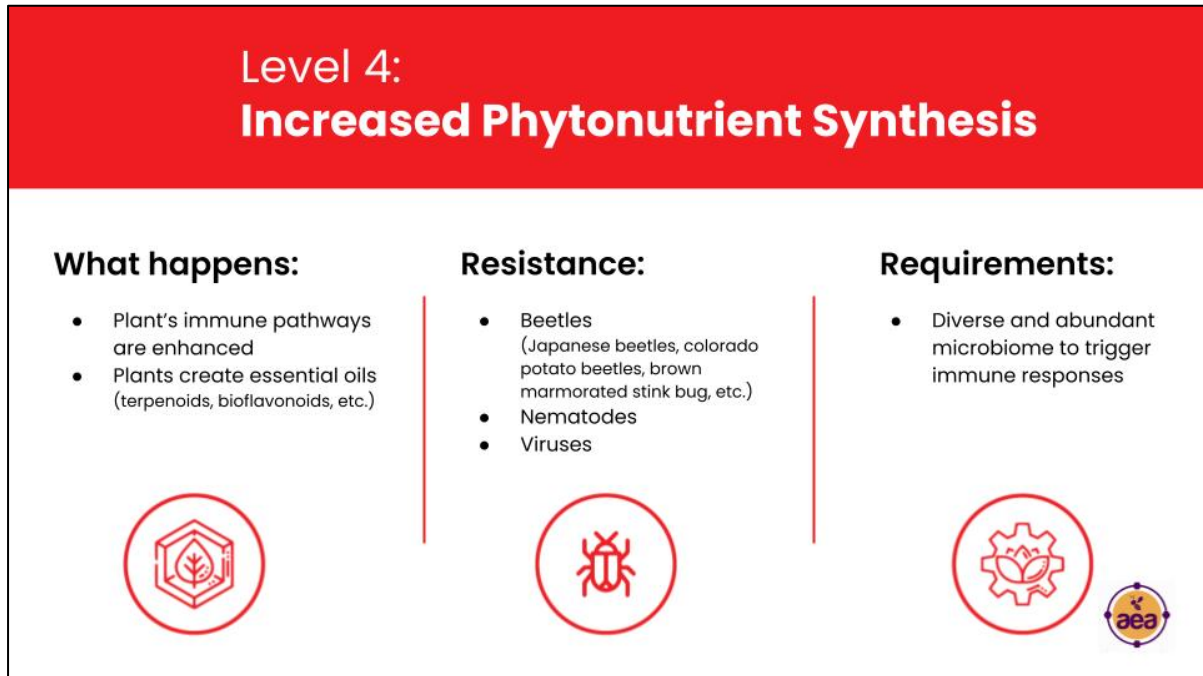 Level 4:
Increased Phytonutrient Synthesis
What happens:
● Plant's immune pathways
are enhanced
● Plants create essential oils
(terpenoids, bioflavonoids, etc.)
Resistance:
● Beetles
(Japanese beetles, colorado
potato beetles, brown
marmorated stink bug, etc.)
● Nematodes
● Viruses
Requirements:
● Diverse and abundant
microbiome to trigger
immune responses
aea